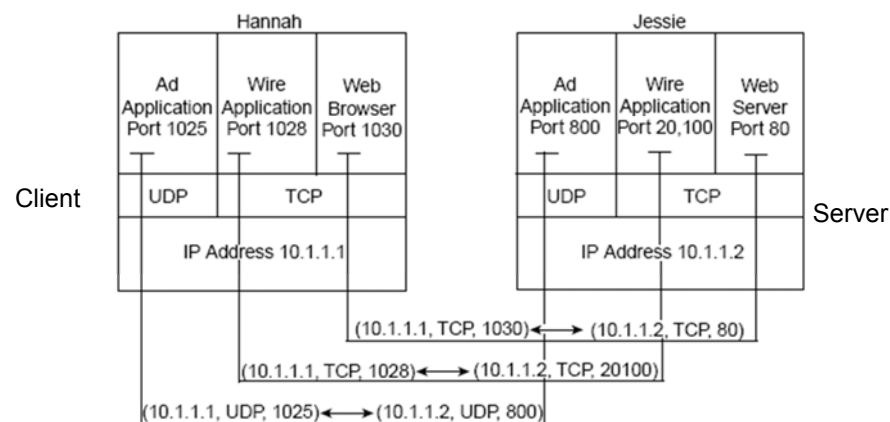 Hannah
Jessie
Ad
Application
Port 1025
Wire
Application
Port 1028
Web
Browser
Port 1030
Ad
Application
Port 800
Wire
Application
Port 20,100
Web
Server
Port 80
Client
UDP
TCP
UDP
TCP
Server
IP Address 10.1.1.1
IP Address 10.1.1.2
(10.1.1.1, TCP, 1030) (10.1.1.2, TCP, 80)
(10.1.1.1, TCP, 1028) (10.1.1.2, TCP, 20100)
(10.1.1.1, UDP, 1025) (10.1.1.2, UDP, 800)